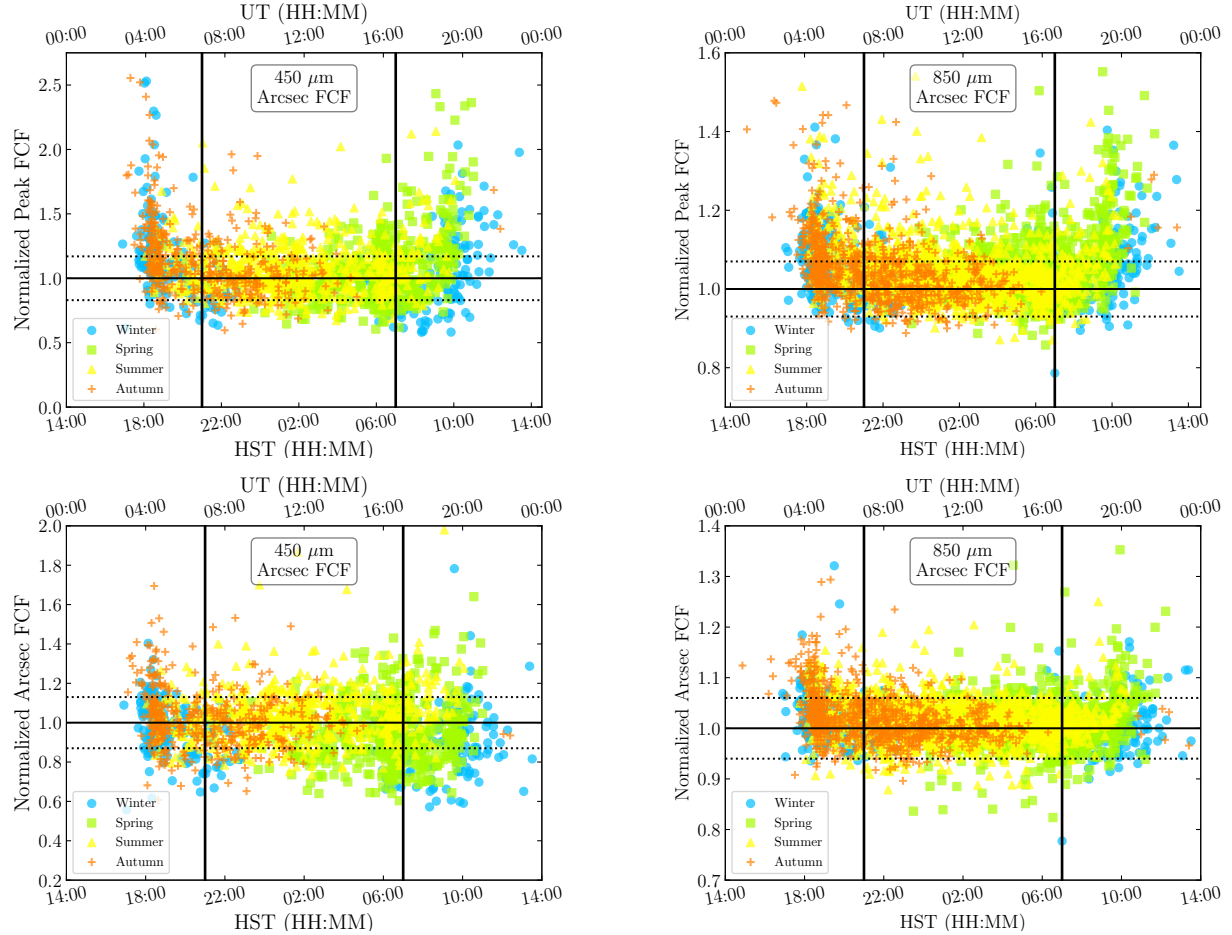 UT (HH:MM)
00:00 04:00 08:00 12:00 16:00 20:00 00:00
450 μm
Arcsec FCF
Normalized Peak FCF
2.5
2.0
1.5
1.0
0.5
0.0
Winter
Spring
Summer
Autumn
14:00 18:00 22:00 02:00 06:00 10:00 14:00
HST (HH:MM)
UT (HH:MM)
00:00 04:00 08:00 12:00 16:00 20:00 00:00
850 μm
Arcsec FCF
Normalized Peak FCF
1.6
1.4
1.2
1.0
0.8
Winter
Spring
Summer
Autumn
14:00 18:00 22:00 02:00 06:00 10:00 14:00
HST (HH:MM)
UT (HH:MM)
00:00 04:00 08:00 12:00 16:00 20:00 00:00
450 μm
Arcsec FCF
Normalized Arcsec FCF
2.0
1.8
1.6
1.4
1.2
1.0
0.8
0.6
0.4
0.2
Winter
Spring
Summer
Autumn
14:00 18:00 22:00 02:00 06:00 10:00 14:00
HST (HH:MM)
UT (HH:MM)
00:00 04:00 08:00 12:00 16:00 20:00 00:00
850 μm
Arcsec FCF
Normalized Arcsec FCF
1.4
1.3
1.2
1.1
1.0
0.9
0.8
0.7
Winter
Spring
Summer
Autumn
14:00 18:00 22:00 02:00 06:00 10:00 14:00
HST (HH:MM)